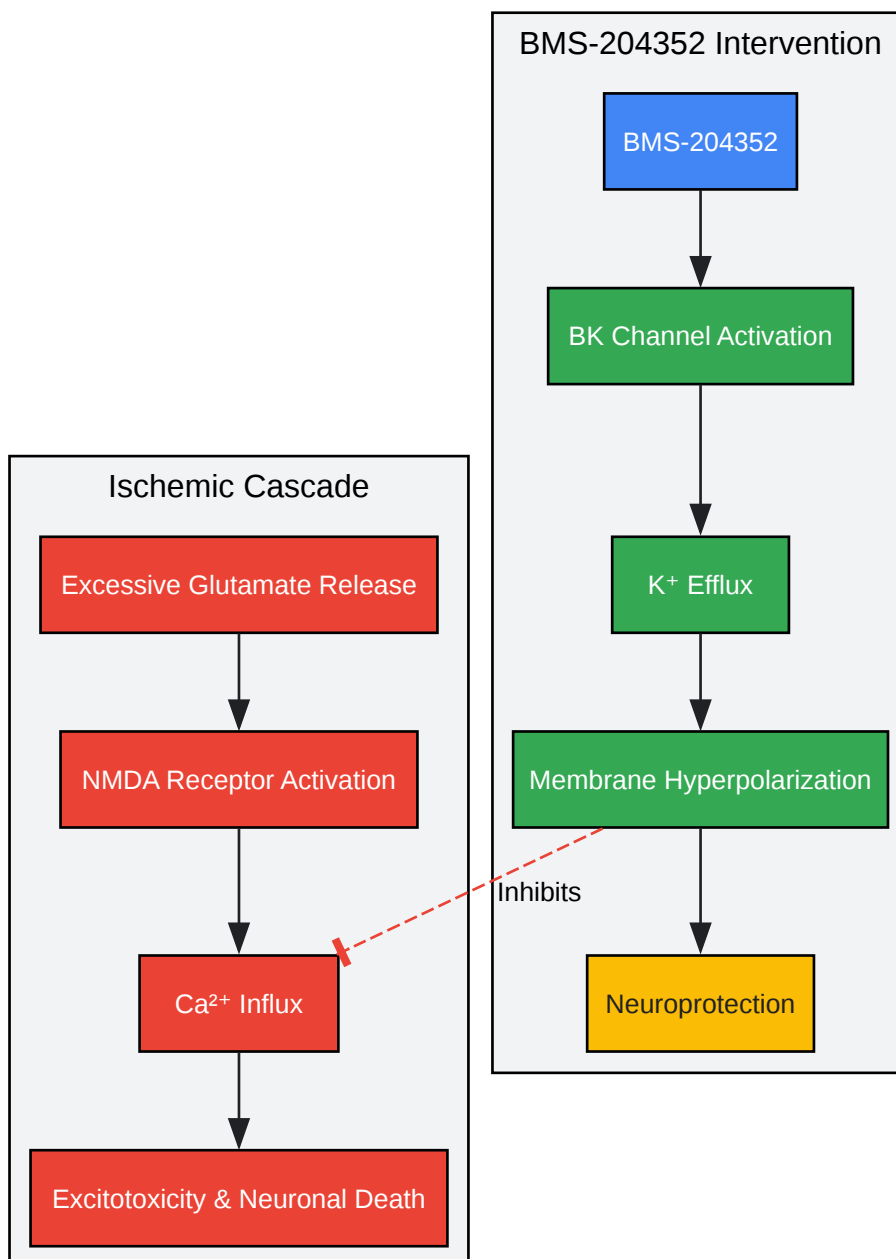 BMS-204352 Intervention
BMS-204352
BK Channel Activation
K⁺ Efflux
Membrane Hyperpolarization
Inhibits
Neuroprotection
Ischemic Cascade
Excessive Glutamate Release
NMDA Receptor Activation
Ca²⁺ Influx
Excitotoxicity & Neuronal Death